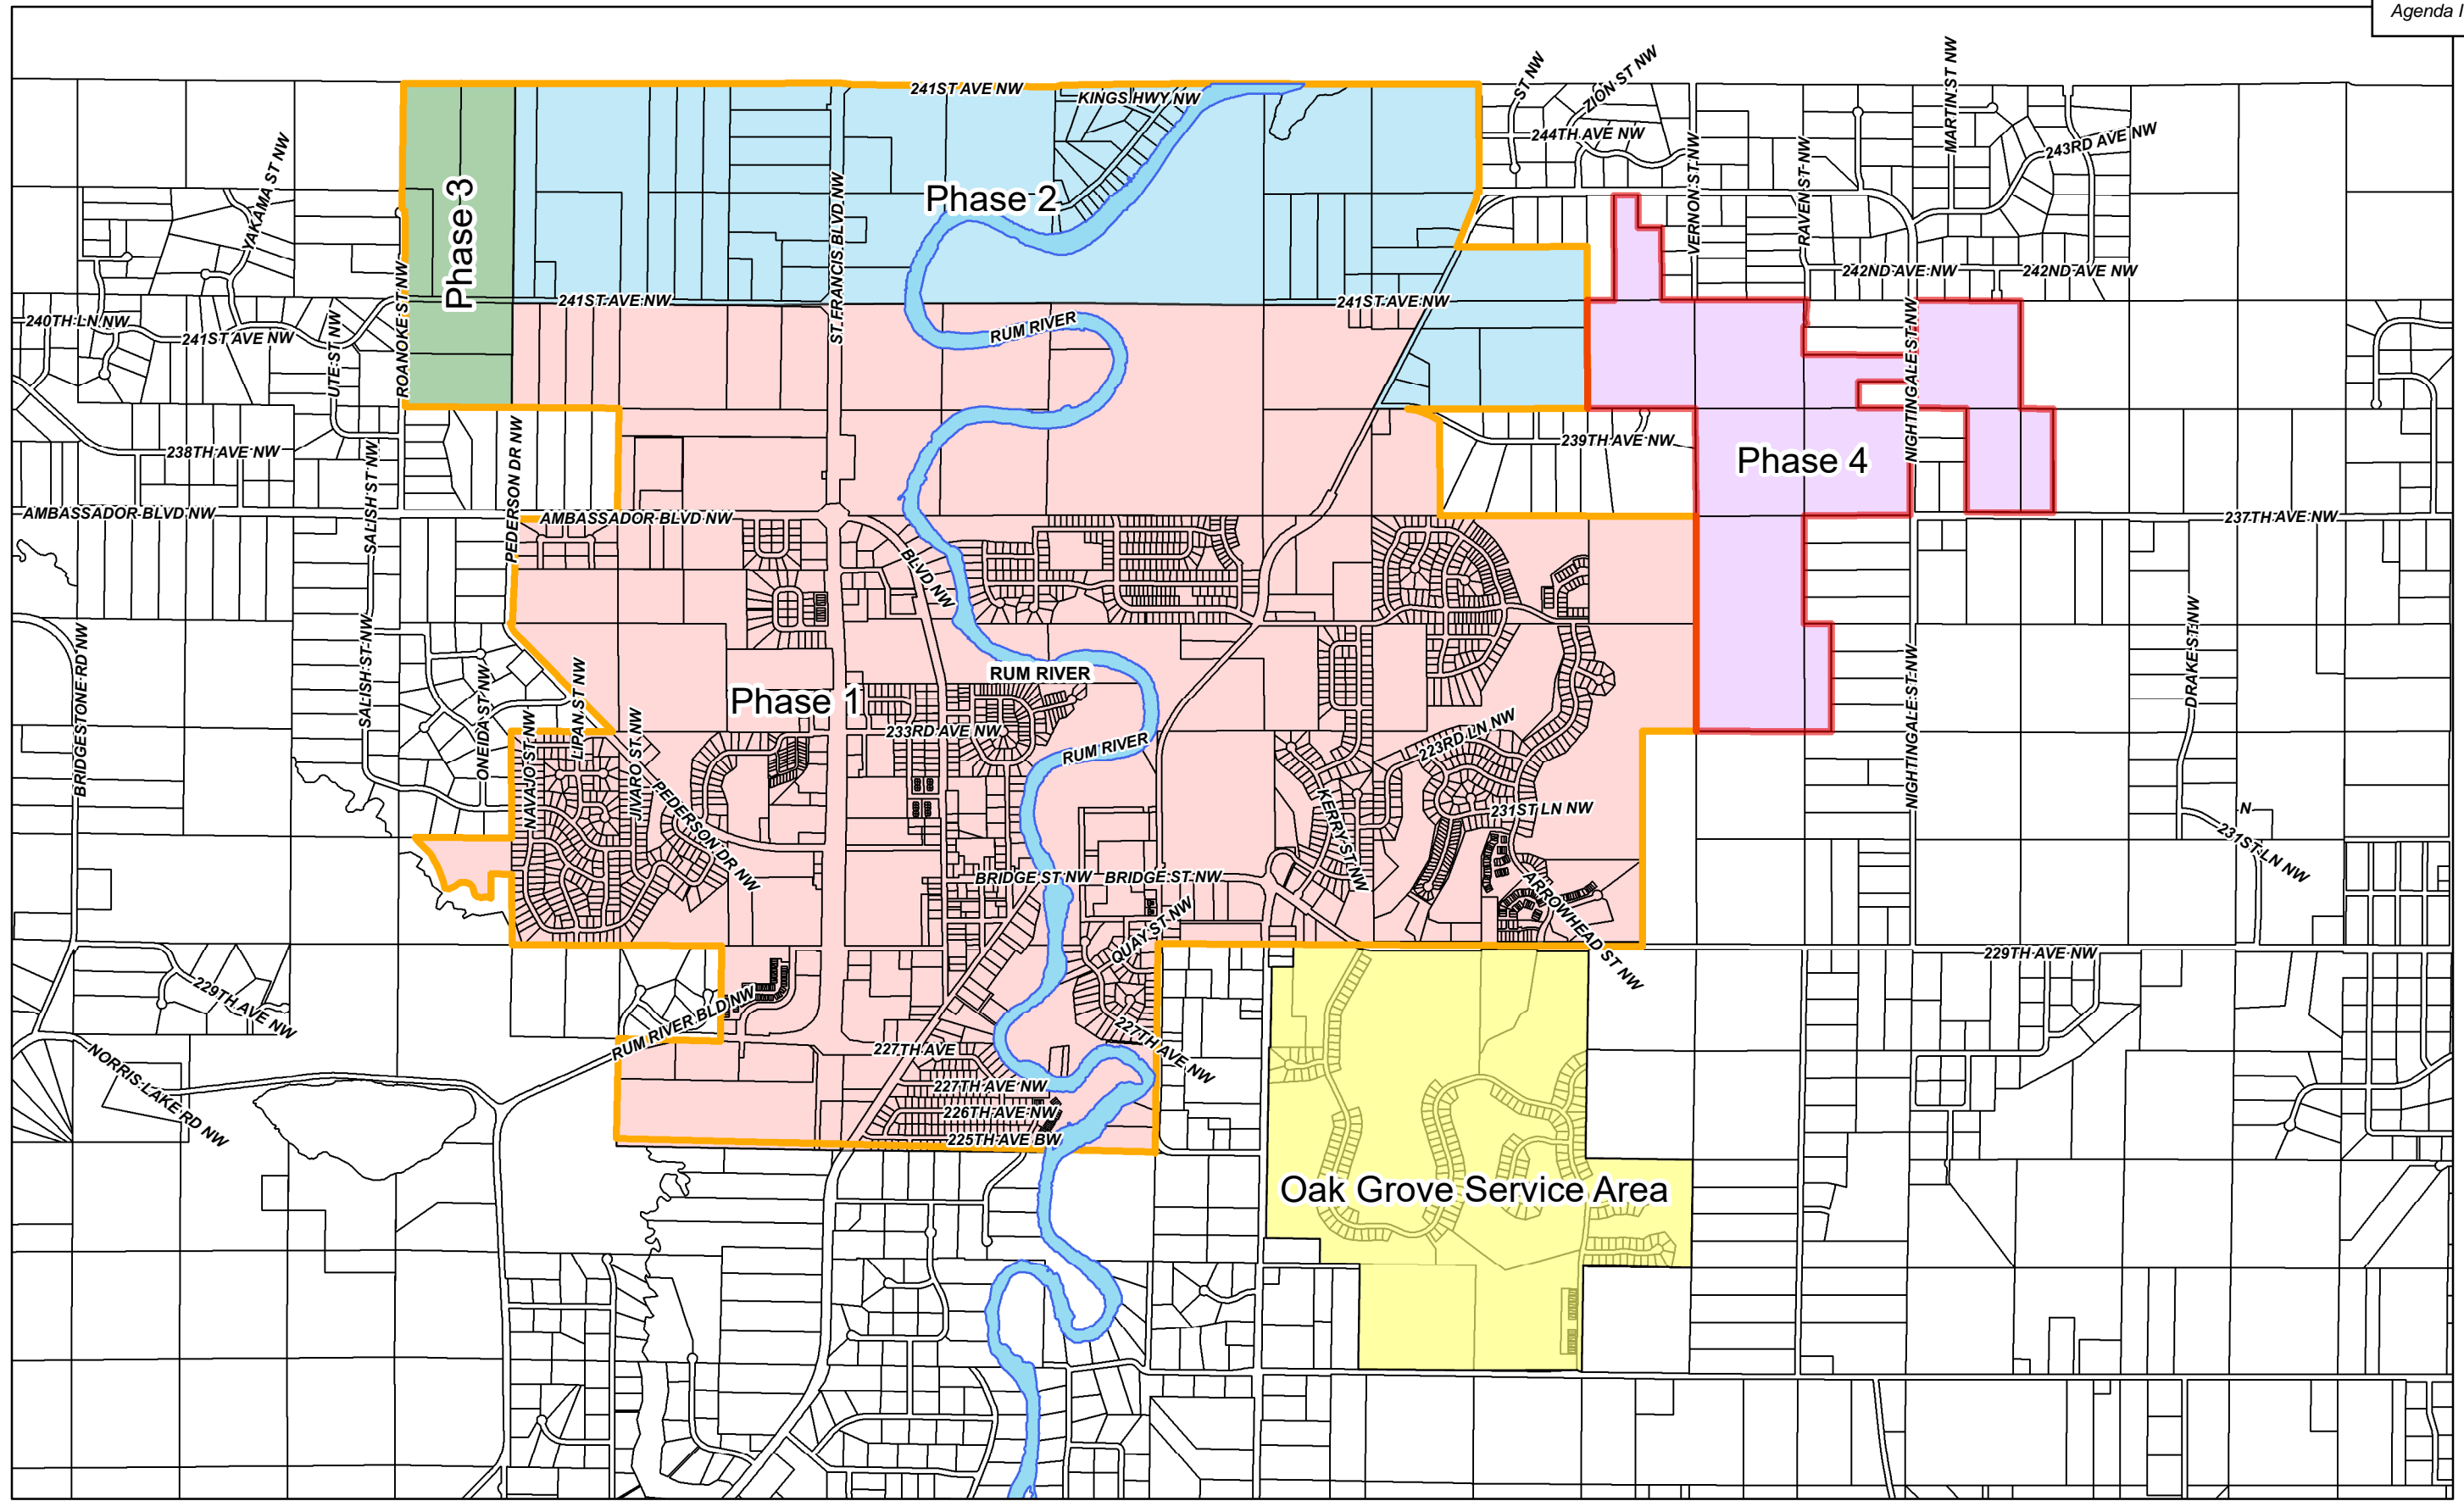 Agenda I
241ST AVE NW
KINGS HWY NW
ST NW
ZION ST NW
244TH AVE NW
MARTIN ST NW
243RD AVE NW
VERNON ST NW
RAVEN ST NW
YAKAMA ST NW
Phase 3
Phase 2
ST. FRANCIS BLVD NW
242ND AVE NW
242ND AVE NW
ROANOKE ST NW
241ST AVE NW
241ST AVE NW
240TH LN NW
241ST AVE NW
UTE ST NW
RUM RIVER
NIGHTINGALE ST NW
238TH AVE NW
SALISH ST NW
PEDERSON DR NW
239TH AVE NW
Phase 4
AMBASSADOR BLVD NW
AMBASSADOR BLVD NW
237TH AVE NW
BLVD NW
BRIDGESTONE RD NW
SALISH ST NW
ONEIDA ST NW
LIPAN ST NW
RUM RIVER
Phase 1
NIGHTINGALE ST NW
DRAKE ST NW
NAVAJO ST NW
JIVARO ST NW
233RD AVE NW
RUM RIVER
223RD LN NW
PEDERSON DR NW
KERRY ST NW
231ST LN NW
N
231ST LN NW
BRIDGE ST NW
BRIDGE ST NW
ARROWHEAD ST NW
QUAY ST NW
229TH AVE NW
229TH AVE NW
RUM RIVER BLD NW
227TH AVE
227TH AVE NW
227TH AVE NW
NORRIS LAKE RD NW
226TH AVE NW
225TH AVE BW
Oak Grove Service Area